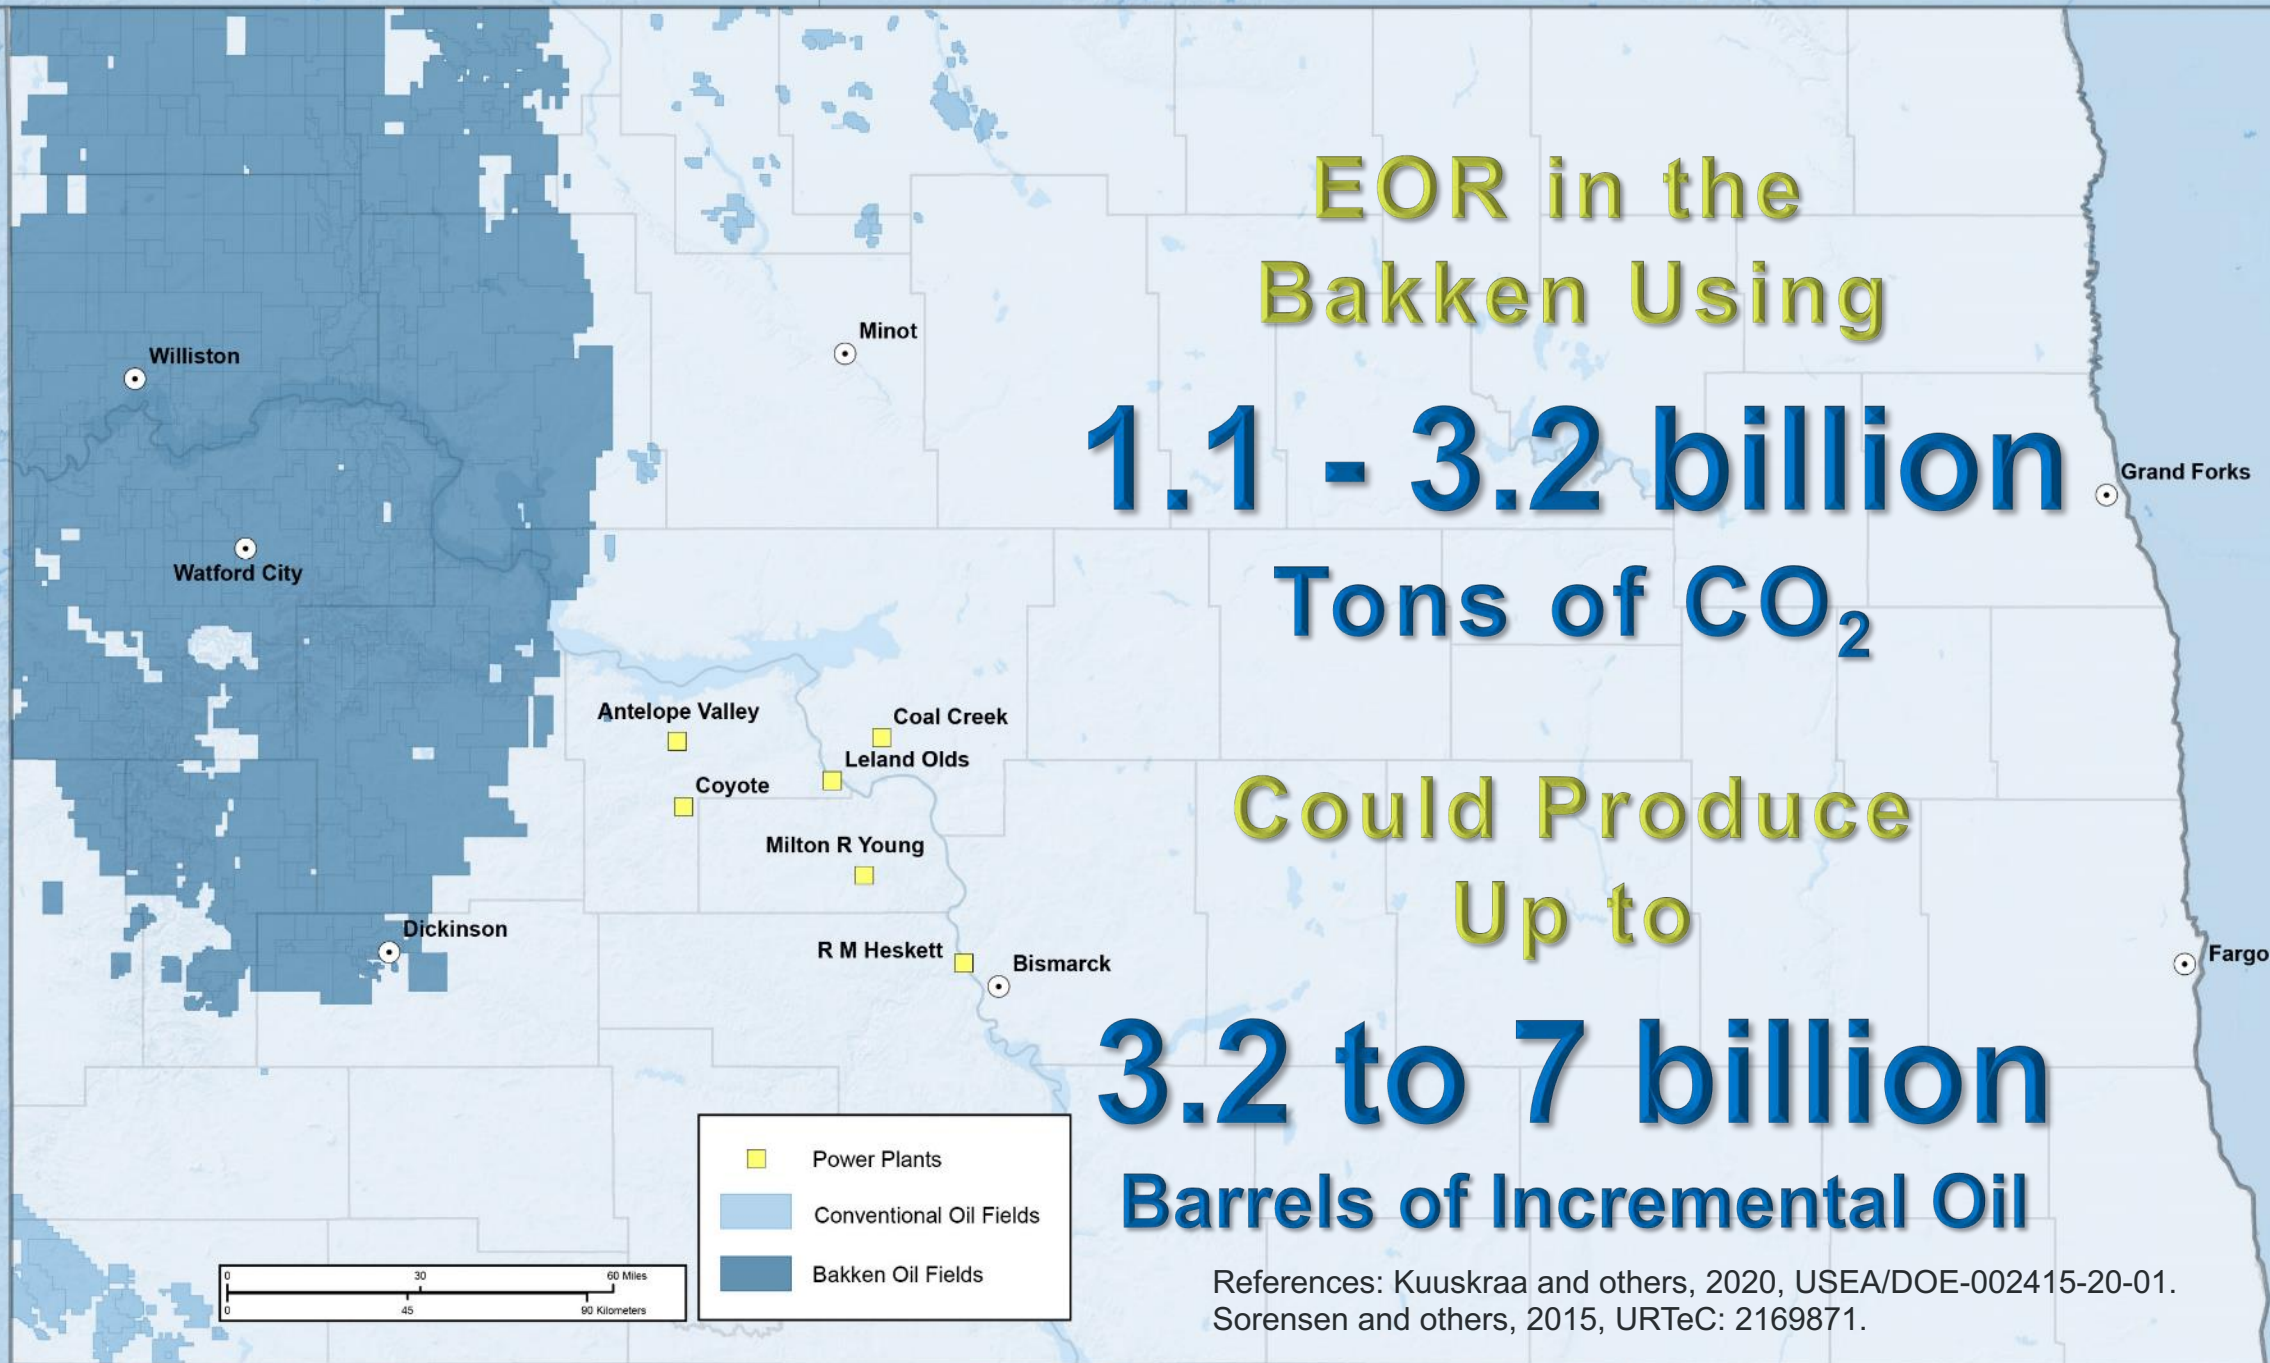 EOR in the
Bakken Using
1.1 - 3.2 billion
Tons of CO₂
Could Produce
Up to
3.2 to 7 billion
Barrels of Incremental Oil
References: Kuuskraa and others, 2020, USEA/DOE-002415-20-01.
Sorensen and others, 2015, URTeC: 2169871.
Minot
Williston
Grand Forks
Watford City
Antelope Valley
Coal Creek
Leland Olds
Coyote
Milton R Young
Dickinson
R M Heskett
Bismarck
Fargo
Power Plants
Conventional Oil Fields
Bakken Oil Fields
0 30 60 Miles
0 45 90 Kilometers